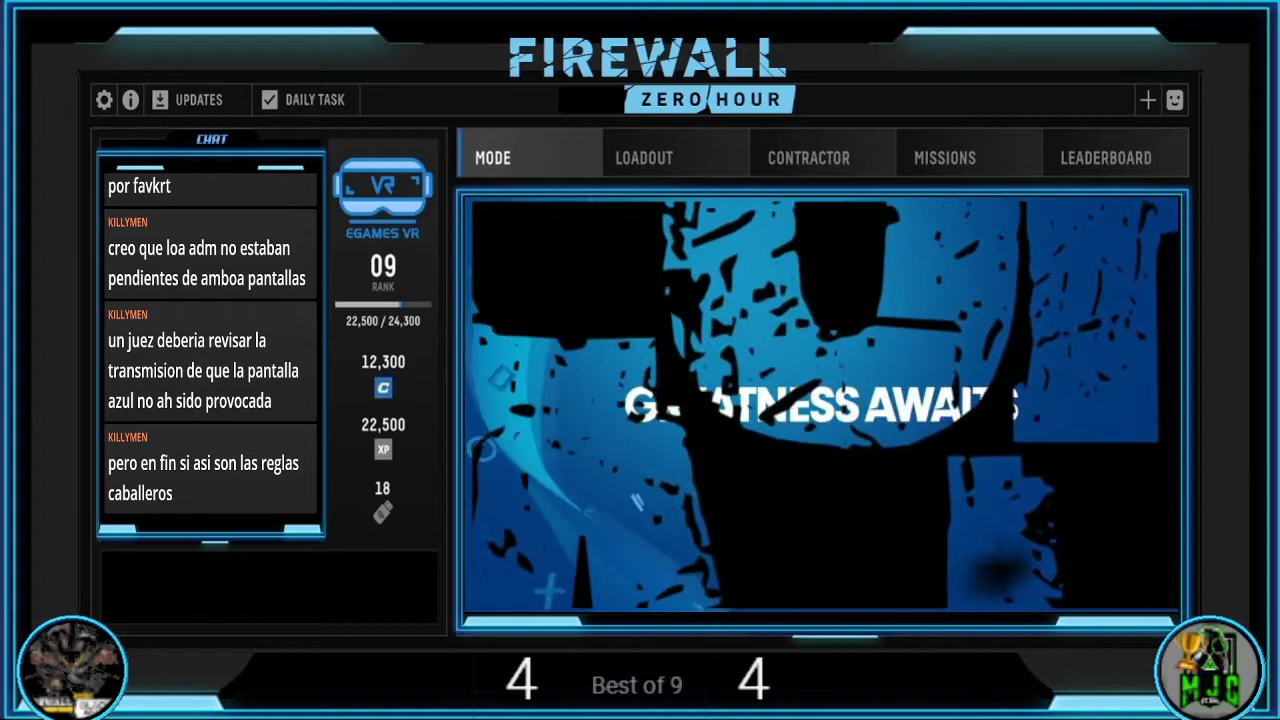 FIREWALL
ZERO HOUR
UPDATES
DAILY TASK
CHAT
por favkrt
KILLYMEN
creo que loa adm no estaban
pendientes de amboa pantallas
KILLYMEN
un juez deberia revisar la
transmision de que la pantalla
azul no ah sido provocada
KILLYMEN
pero en fin si asi son las reglas
caballeros
VR
EGAMES VR
09
RANK
22,500 / 24,300
12,300
C
22,500
XP
18
MODE
LOADOUT
CONTRACTOR
MISSIONS
LEADERBOARD
GREATNESS AWAITS
4
Best of 9
4
MJC